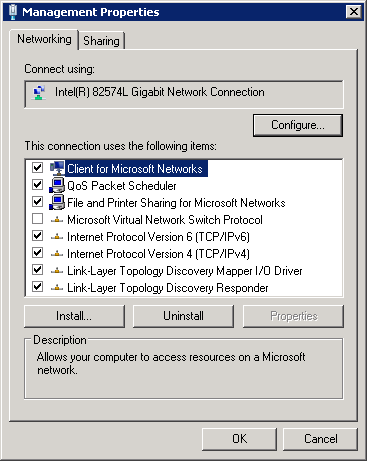 Management Properties
Networking
Sharing
Connect using:
Intel(R) 82574L Gigabit Network Connection
Configure...
This connection uses the following items:
Client for Microsoft Networks
QoS Packet Scheduler
File and Printer Sharing for Microsoft Networks
Microsoft Virtual Network Switch Protocol
Internet Protocol Version 6 (TCP/IPv6)
Internet Protocol Version 4 (TCP/IPv4)
Link-Layer Topology Discovery Mapper I/O Driver
Link-Layer Topology Discovery Responder
Install...
Uninstall
Properties
Description
Allows your computer to access resources on a Microsoft
network.
OK
Cancel